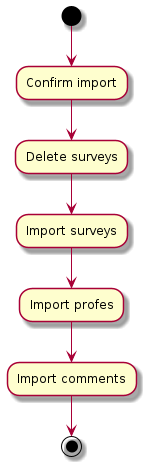 Confirm import
Delete surveys
Import surveys
Import profes
Import comments